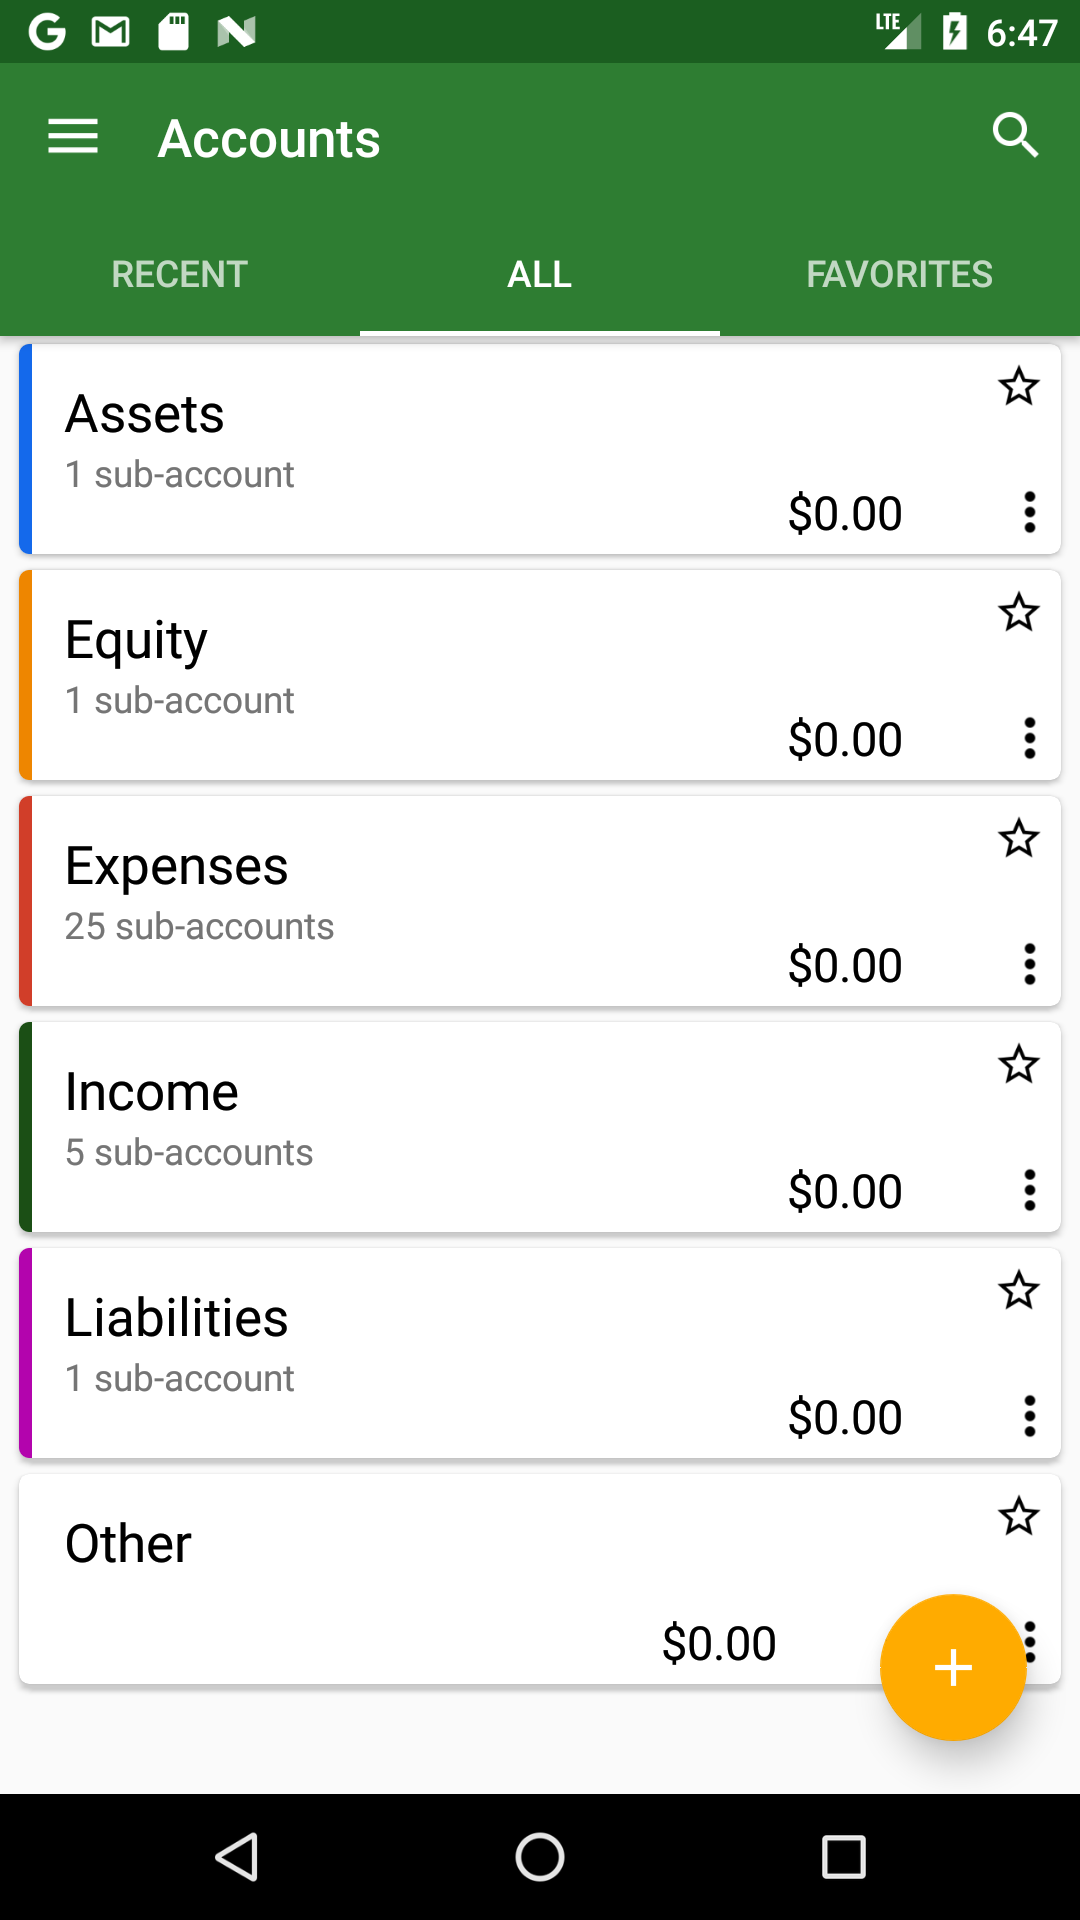 LTE 6:47
Accounts
RECENT ALL FAVORITES
Assets
1 sub-account
$0.00
Equity
1 sub-account
$0.00
Expenses
25 sub-accounts
$0.00
Income
5 sub-accounts
$0.00
Liabilities
1 sub-account
$0.00
Other
$0.00